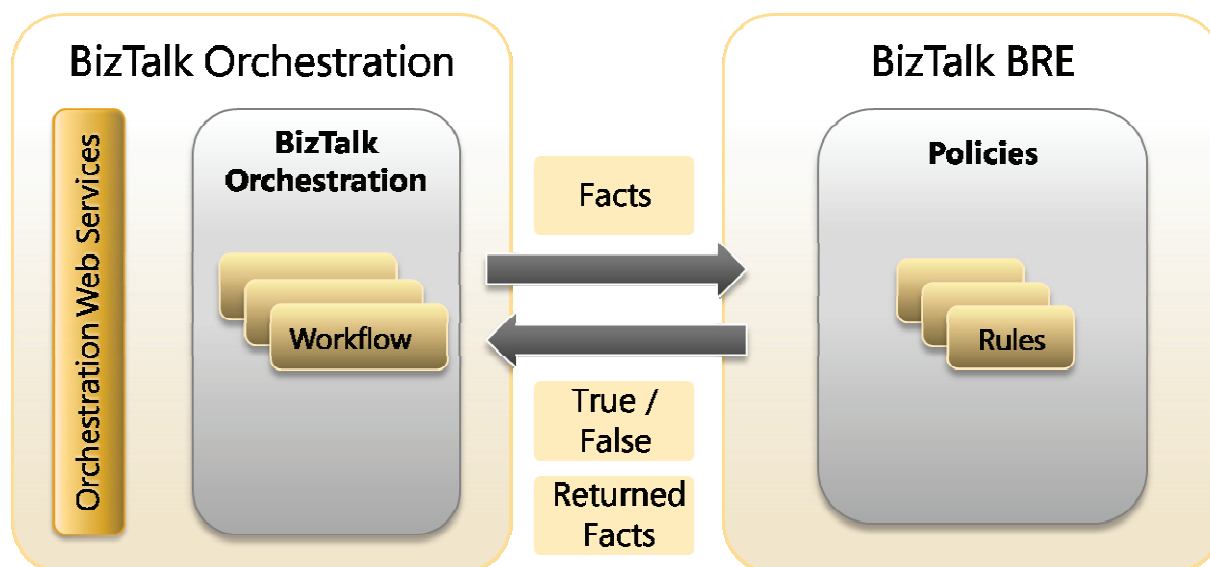 BizTalk Orchestration
Orchestration Web Services
BizTalk
Orchestration
Workflow
Facts
True /
False
Returned
Facts
BizTalk BRE
Policies
Rules